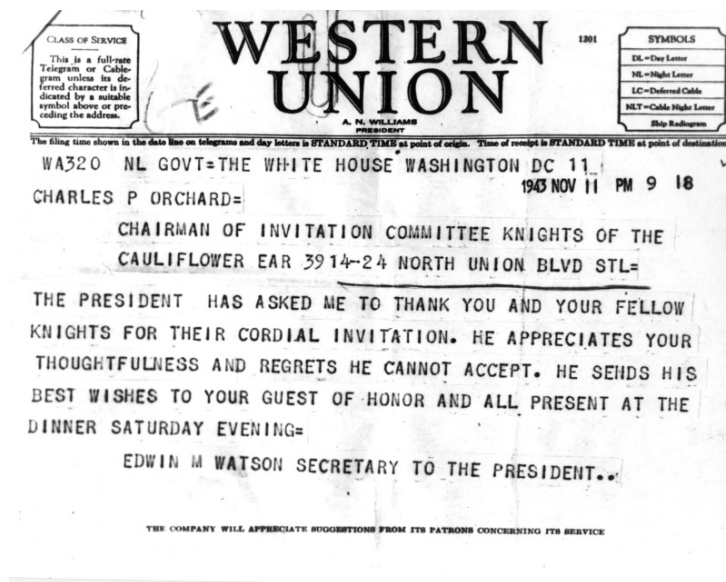 CLASS OF SERVICE
This is a full-rate
Telegram or Cable-
gram unless its de-
ferred character is in-
dicated by a suitable
symbol above or pre-
ceding the address.
WESTERN
UNION
A. N. WILLIAMS
PRESIDENT
1201
SYMBOLS
DL=Day Letter
NL=Night Letter
LC=Deferred Cable
NLT=Cable Night Letter
Ship Radiogram
The filing time shown in the date line on telegrams and day letters is STANDARD TIME at point of origin. Time of receipt is STANDARD TIME at point of destination
WA320 NL GOVT=THE WHITE HOUSE WASHINGTON DC 11
1943 NOV 11 PM 9 18
CHARLES P ORCHARD=
CHAIRMAN OF INVITATION COMMITTEE KNIGHTS OF THE
CAULIFLOWER EAR 3914-24 NORTH UNION BLVD STL=
THE PRESIDENT HAS ASKED ME TO THANK YOU AND YOUR FELLOW
KNIGHTS FOR THEIR CORDIAL INVITATION. HE APPRECIATES YOUR
THOUGHTFULNESS AND REGRETS HE CANNOT ACCEPT. HE SENDS HIS
BEST WISHES TO YOUR GUEST OF HONOR AND ALL PRESENT AT THE
DINNER SATURDAY EVENING=
EDWIN M WATSON SECRETARY TO THE PRESIDENT..
THE COMPANY WILL APPRECIATE SUGGESTIONS FROM ITS PATRONS CONCERNING ITS SERVICE